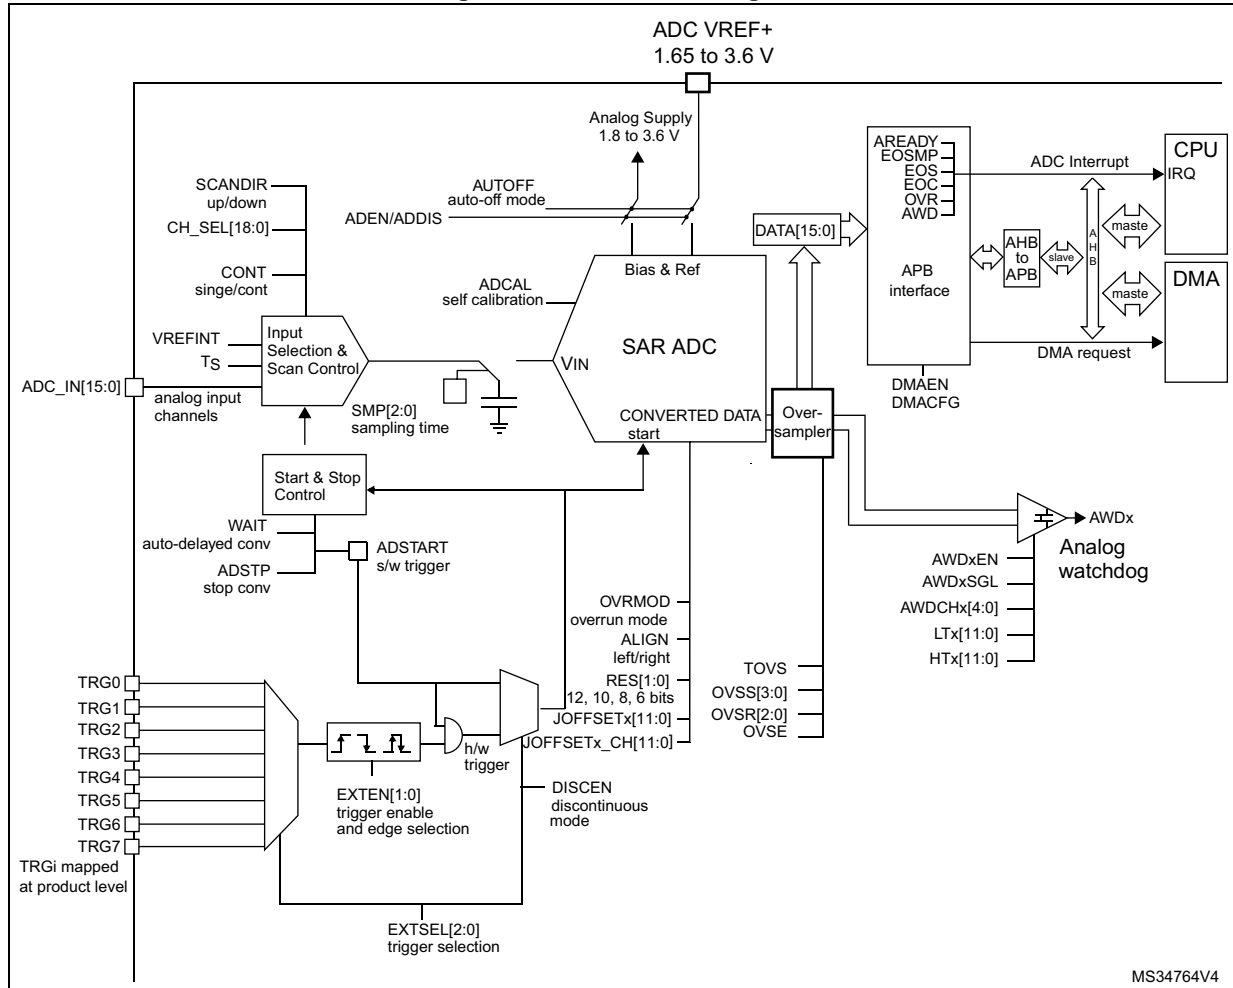 ADC VREF+
1.65 to 3.6 V
Analog Supply
1.8 to 3.6 V
SCANDIR
up/down
CH_SEL[18:0]
CONT
singe/cont
AUTOFF
auto-off mode
ADEN/ADDIS
ADCAL
self calibration
Bias & Ref
SAR ADC
VIN
CONVERTED DATA
start
VREFINT
TS
ADC_IN[15:0]
analog input
channels
Input
Selection &
Scan Control
SMP[2:0]
sampling time
DATA[15:0]
AREADY
EOSMP
EOS
EOC
OVR
AWD
APB
interface
DMAEN
DMACFG
ADC Interrupt
AHB
to
APB
slave
A
H
B
maste
maste
CPU
IRQ
DMA
DMA request
Over-
sampler
Start & Stop
Control
WAIT
auto-delayed conv
ADSTP
stop conv
ADSTART
s/w trigger
AWDx
Analog
watchdog
AWDxEN
AWDxSGL
AWDCHx[4:0]
LTx[11:0]
HTx[11:0]
OVRMOD
overrun mode
ALIGN
left/right
RES[1:0]
12, 10, 8, 6 bits
JOFFSETx[11:0]
JOFFSETx_CH[11:0]
TOVS
OVSS[3:0]
OVSR[2:0]
OVSE
TRG0
TRG1
TRG2
TRG3
TRG4
TRG5
TRG6
TRG7
TRGi mapped
at product level
h/w
trigger
EXTEN[1:0]
trigger enable
and edge selection
DISCEN
discontinuous
mode
EXTSEL[2:0]
trigger selection
MS34764V4